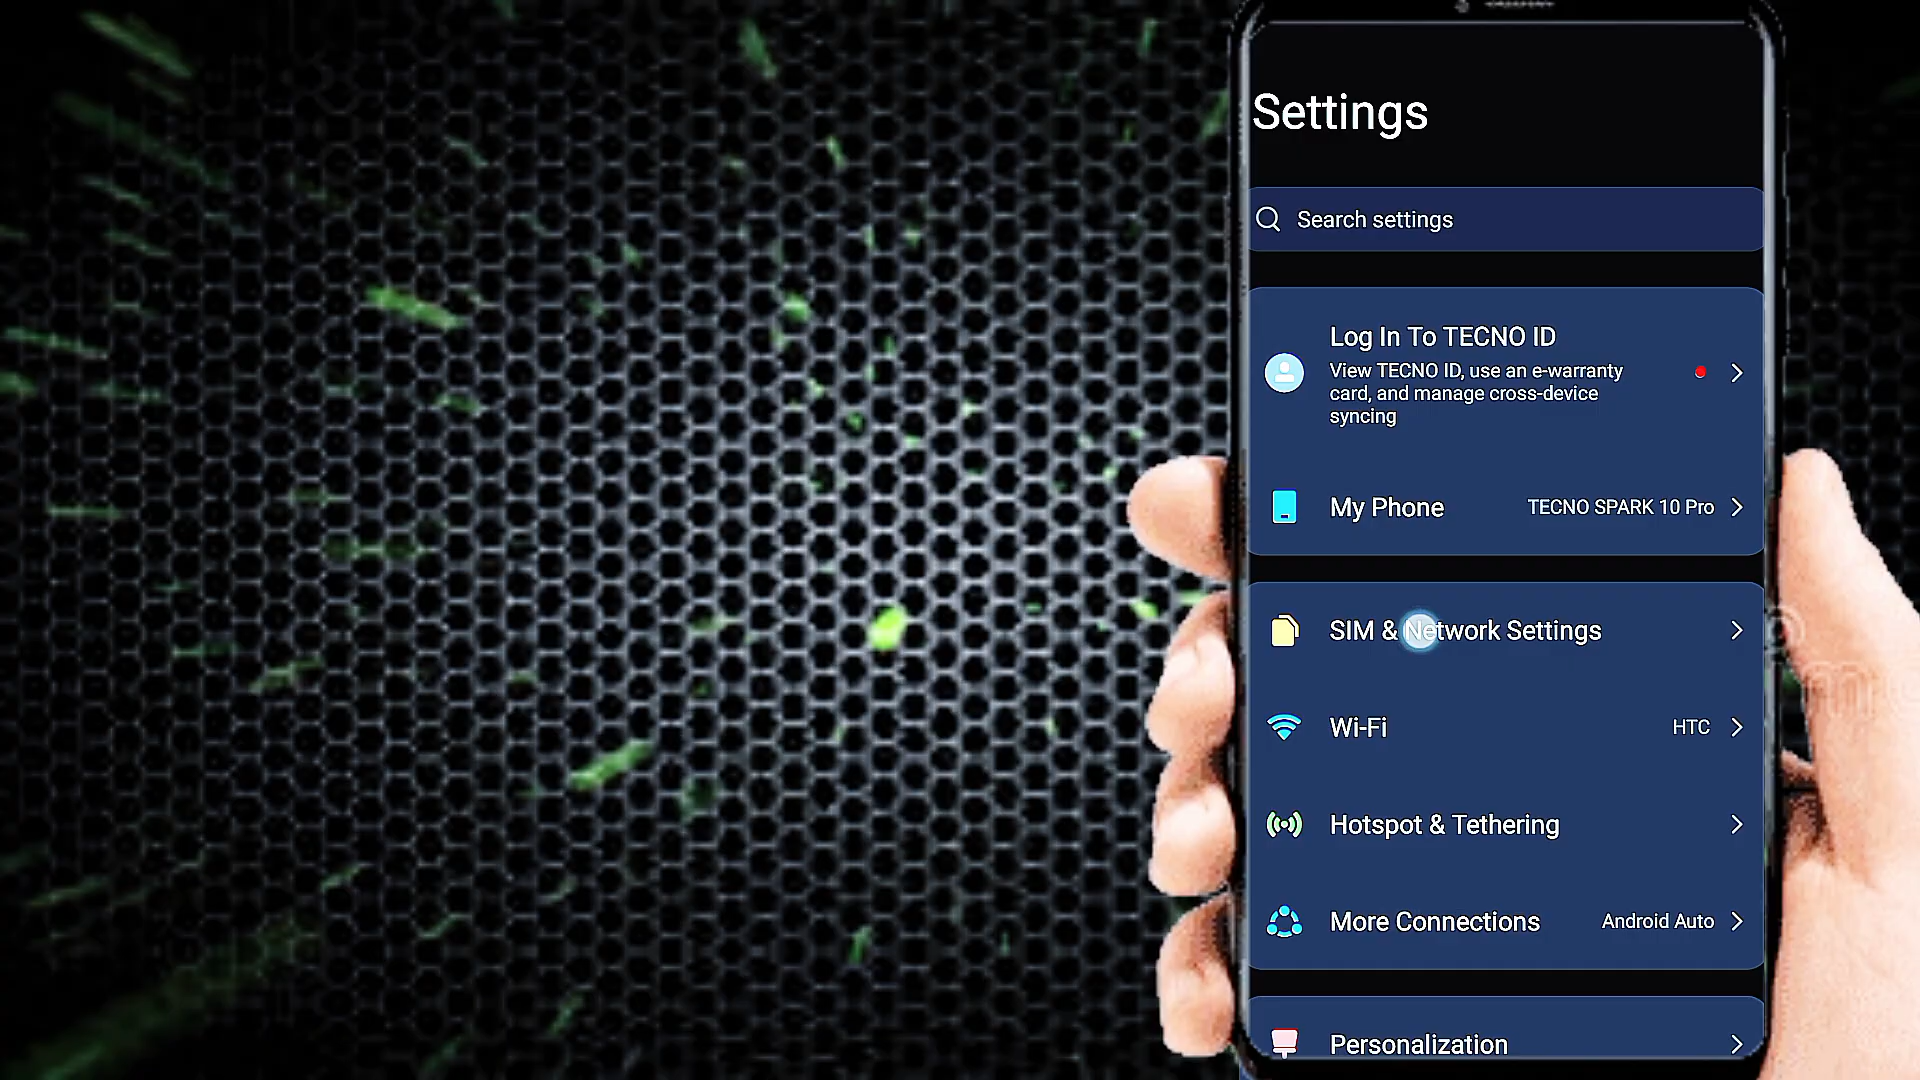 Settings
Search settings
Log In To TECNO ID
View TECNO ID, use an e-warranty
card, and manage cross-device
syncing
My Phone TECNO SPARK 10 Pro
SIM & Network Settings
Wi-Fi HTC
Hotspot & Tethering
More Connections Android Auto
Personalization